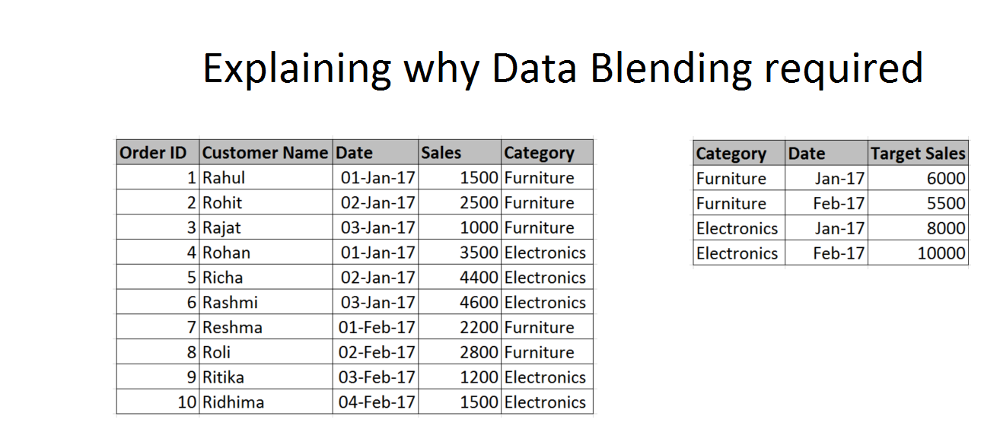 Explaining why Data Blending required
Order ID Customer Name Date Sales Category
1 Rahul 01-Jan-17 1500 Furniture
2 Rohit 02-Jan-17 2500 Furniture
3 Rajat 03-Jan-17 1000 Furniture
4 Rohan 01-Jan-17 3500 Electronics
5 Richa 02-Jan-17 4400 Electronics
6 Rashmi 03-Jan-17 4600 Electronics
7 Reshma 01-Feb-17 2200 Furniture
8 Roli 02-Feb-17 2800 Furniture
9 Ritika 03-Feb-17 1200 Electronics
10 Ridhima 04-Feb-17 1500 Electronics
Category Date Target Sales
Furniture Jan-17 6000
Furniture Feb-17 5500
Electronics Jan-17 8000
Electronics Feb-17 10000